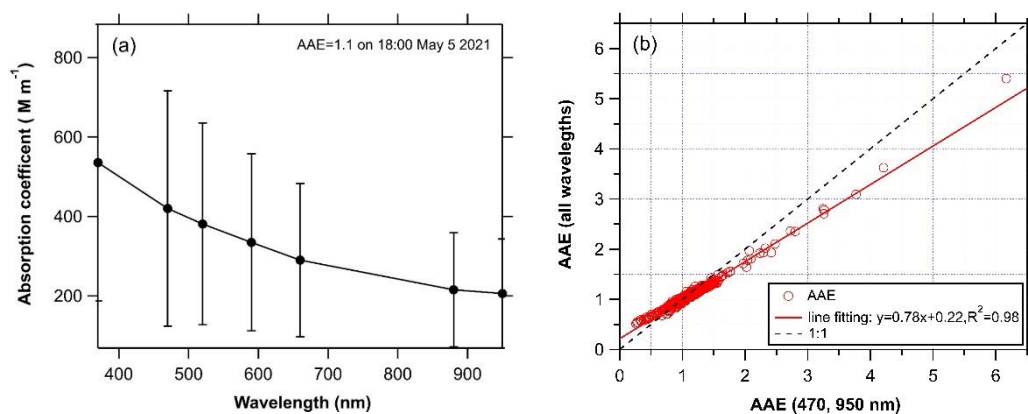 (a)
AAE=1.1 on 18:00 May 5 2021
800
600
400
200
Absorption coefficent ( M m⁻¹)
400 500 600 700 800 900
Wavelength (nm)
(b)
6
5
4
3
2
1
0
AAE (all wavelegths)
AAE
line fitting: y=0.78x+0.22,R²=0.98
1:1
0 1 2 3 4 5 6
AAE (470, 950 nm)